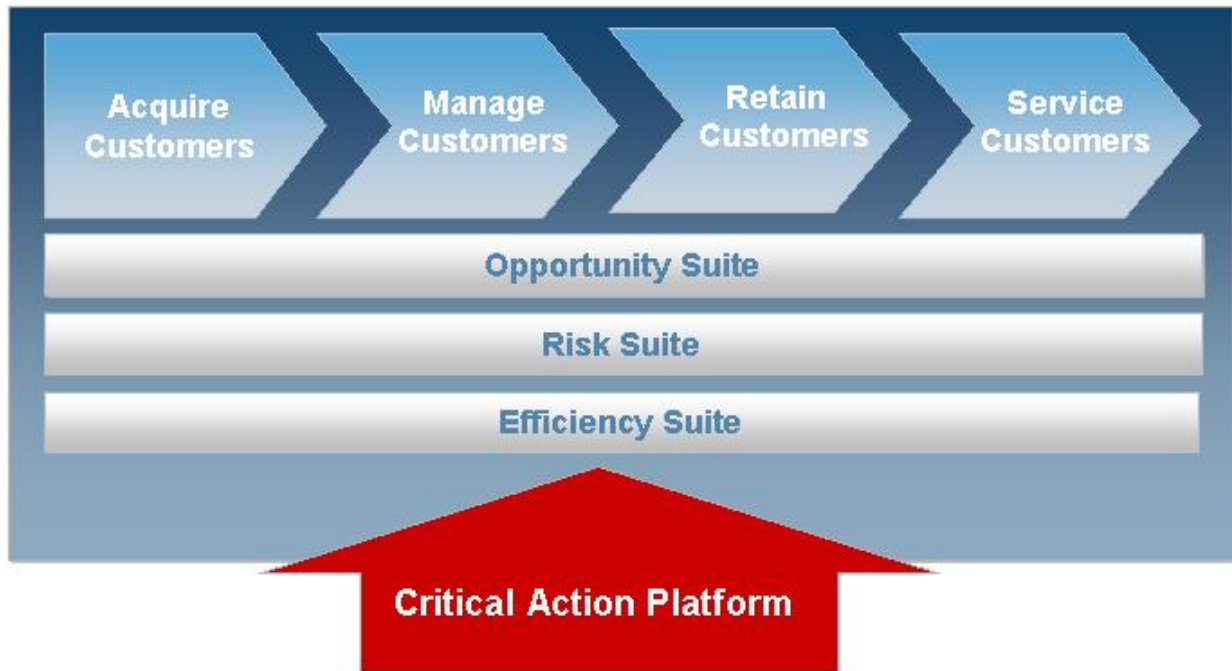 Acquire
Customers
Manage
Customers
Retain
Customers
Service
Customers
Opportunity Suite
Risk Suite
Efficiency Suite
Critical Action Platform